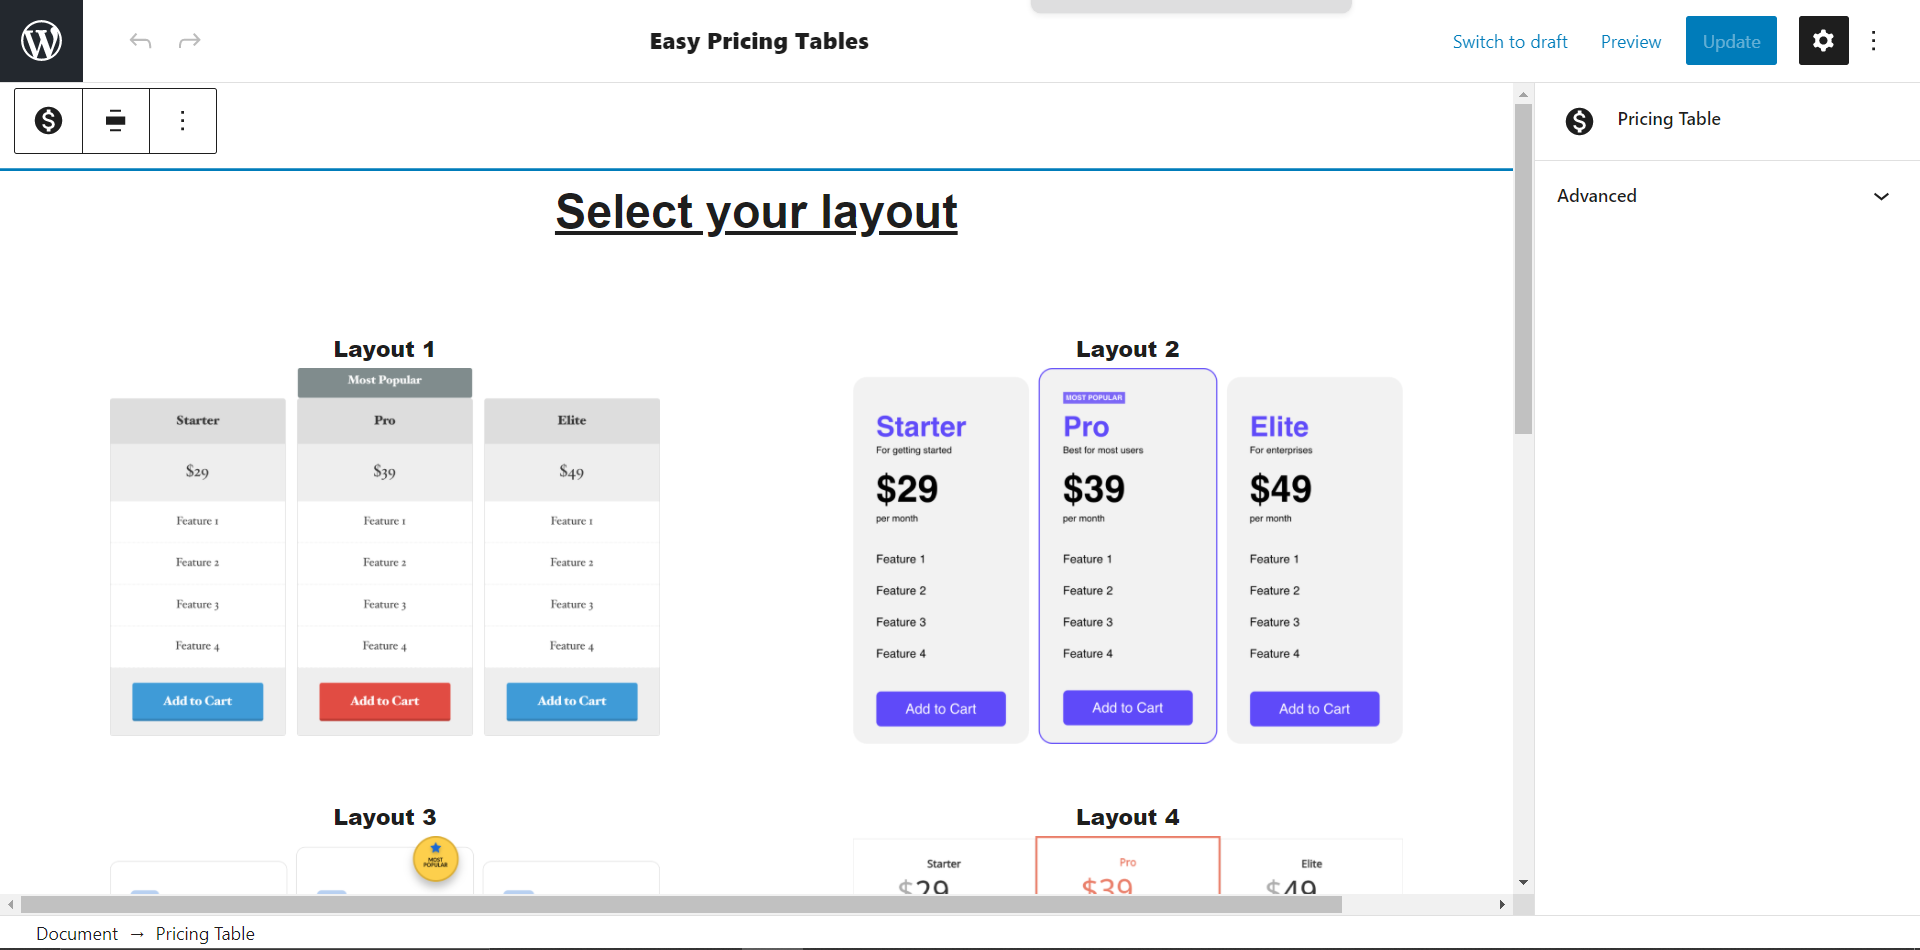 Easy Pricing Tables
Switch to draft
Preview
Update
Pricing Table
Advanced
Select your layout
Layout 1
Most Popular
Starter
Pro
Elite
$29
$39
$49
Feature 1
Feature 1
Feature 1
Feature 2
Feature 2
Feature 2
Feature 3
Feature 3
Feature 3
Feature 4
Feature 4
Feature 4
Add to Cart
Add to Cart
Add to Cart
Layout 2
MOST POPULAR
Starter
Pro
Elite
For getting started
Best for most users
For enterprises
$29
$39
$49
per month
per month
per month
Feature 1
Feature 1
Feature 1
Feature 2
Feature 2
Feature 2
Feature 3
Feature 3
Feature 3
Feature 4
Feature 4
Feature 4
Add to Cart
Add to Cart
Add to Cart
Layout 3
MOST
POPULAR
Layout 4
Starter
Pro
Elite
$29
$39
$49
Document → Pricing Table